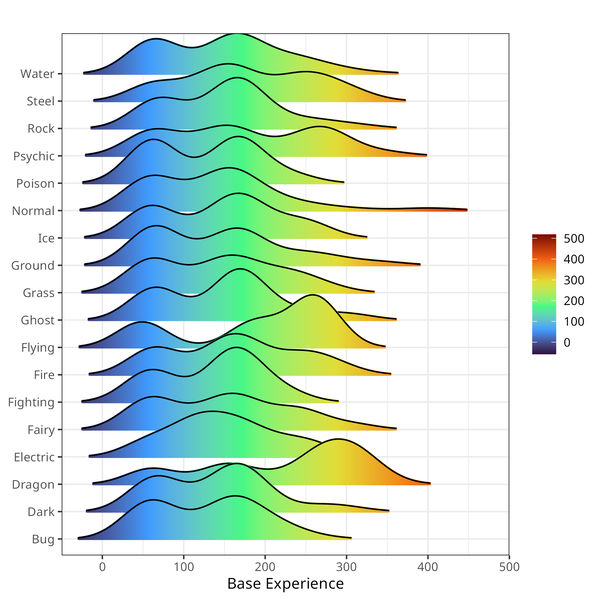 Water
Steel
Rock
Psychic
Poison
Normal
Ice
Ground
Grass
Ghost
Flying
Fire
Fighting
Fairy
Electric
Dragon
Dark
Bug
0 100 200 300 400 500
Base Experience
500
400
300
200
100
0